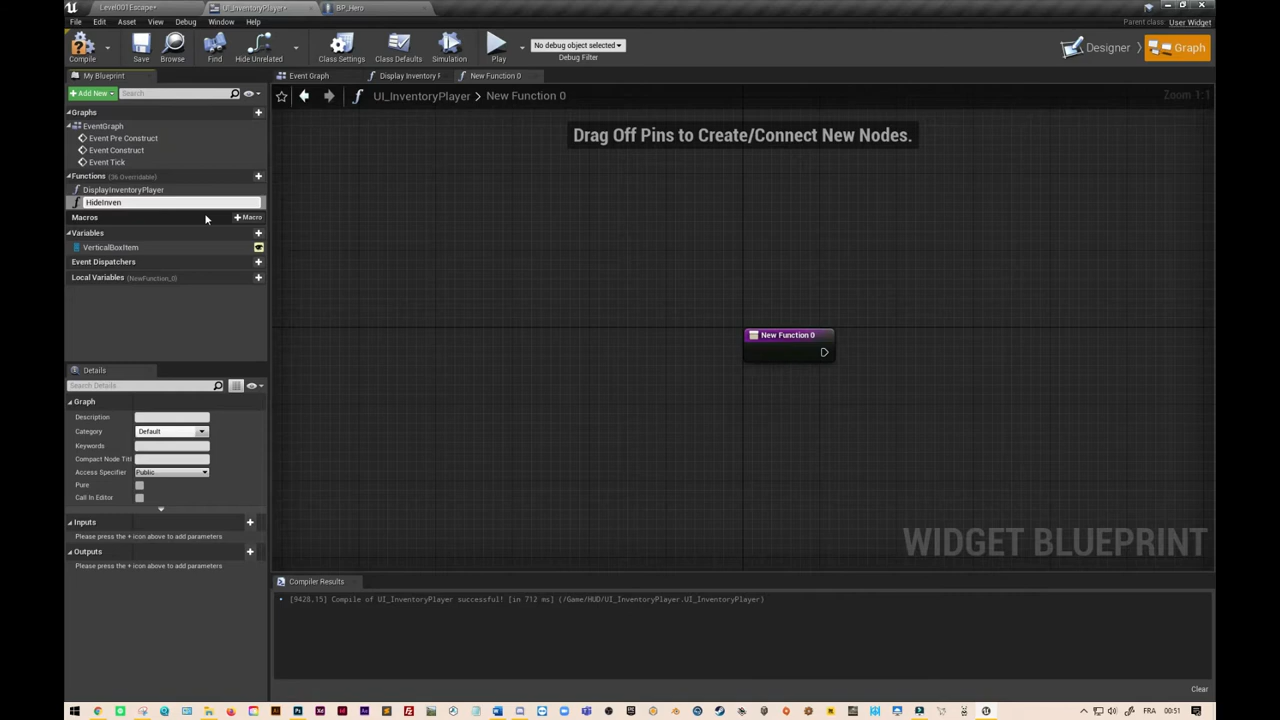 Level001Escape*
UI_InventoryPlayer*
BP_Hero
File Edit Asset View Debug Window Help
Parent class: User Widget
Compile
Save
Browse
Find
Hide Unrelated
Class Settings
Class Defaults
Simulation
Play
No debug object selected
Debug Filter
Designer
Graph
My Blueprint
Event Graph
Display Inventory P
New Function 0
Add New
Search
UI_InventoryPlayer > New Function 0
Zoom 1:1
Graphs
EventGraph
Event Pre Construct
Event Construct
Event Tick
Functions (36 Overridable)
DisplayInventoryPlayer
HideInven
Macros
Macro
Variables
VerticalBoxItem
Event Dispatchers
Local Variables (NewFunction_0)
Drag Off Pins to Create/Connect New Nodes.
New Function 0
WIDGET BLUEPRINT
Details
Search Details
Graph
Description
Category
Default
Keywords
Compact Node Titl
Access Specifier
Public
Pure
Call In Editor
Inputs
Please press the + icon above to add parameters
Outputs
Please press the + icon above to add parameters
Compiler Results
[9428,15] Compile of UI_InventoryPlayer successful! [in 712 ms] (/Game/HUD/UI_InventoryPlayer.UI_InventoryPlayer)
Clear
FRA
00:51